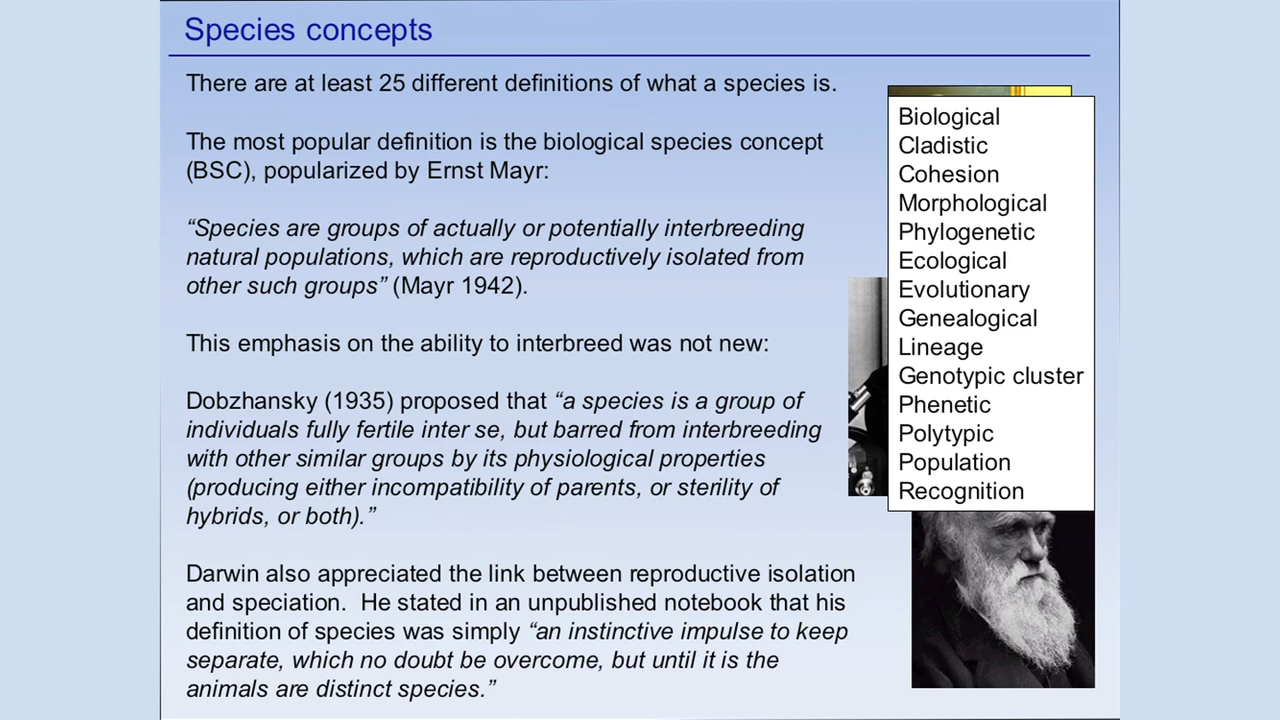 Species concepts
There are at least 25 different definitions of what a species is.
The most popular definition is the biological species concept
(BSC), popularized by Ernst Mayr:
“Species are groups of actually or potentially interbreeding
natural populations, which are reproductively isolated from
other such groups” (Mayr 1942).
This emphasis on the ability to interbreed was not new:
Dobzhansky (1935) proposed that “a species is a group of
individuals fully fertile inter se, but barred from interbreeding
with other similar groups by its physiological properties
(producing either incompatibility of parents, or sterility of
hybrids, or both).”
Darwin also appreciated the link between reproductive isolation
and speciation.  He stated in an unpublished notebook that his
definition of species was simply “an instinctive impulse to keep
separate, which no doubt be overcome, but until it is the
animals are distinct species.”
Biological
Cladistic
Cohesion
Morphological
Phylogenetic
Ecological
Evolutionary
Genealogical
Lineage
Genotypic cluster
Phenetic
Polytypic
Population
Recognition